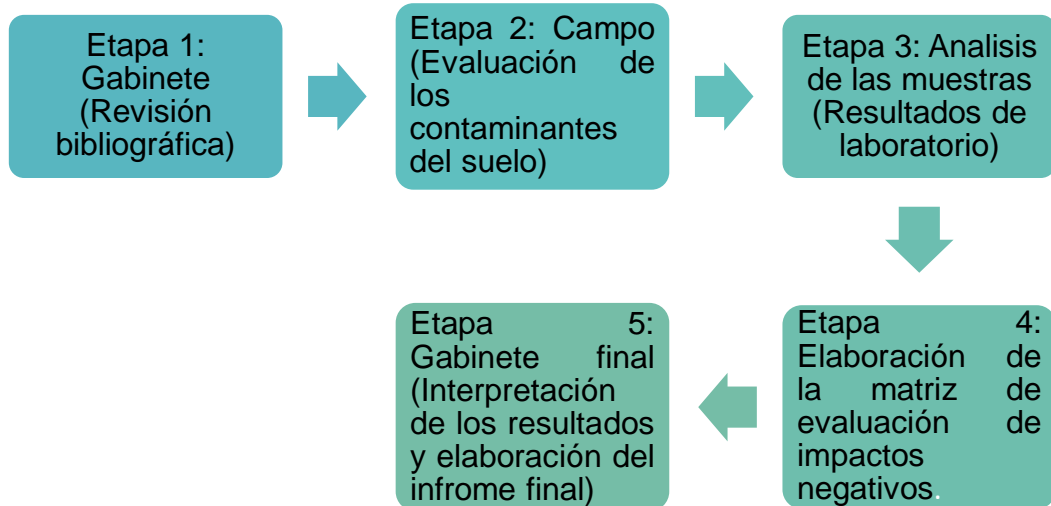 Etapa 1:
Gabinete
(Revisión
bibliográfica)
Etapa 2: Campo
(Evaluación de
los
contaminantes
del suelo)
Etapa 3: Analisis
de las muestras
(Resultados de
laboratorio)
Etapa 4:
Elaboración de
la matriz de
evaluación de
impactos
negativos.
Etapa 5:
Gabinete final
(Interpretación
de los resultados
y elaboración del
infrome final)